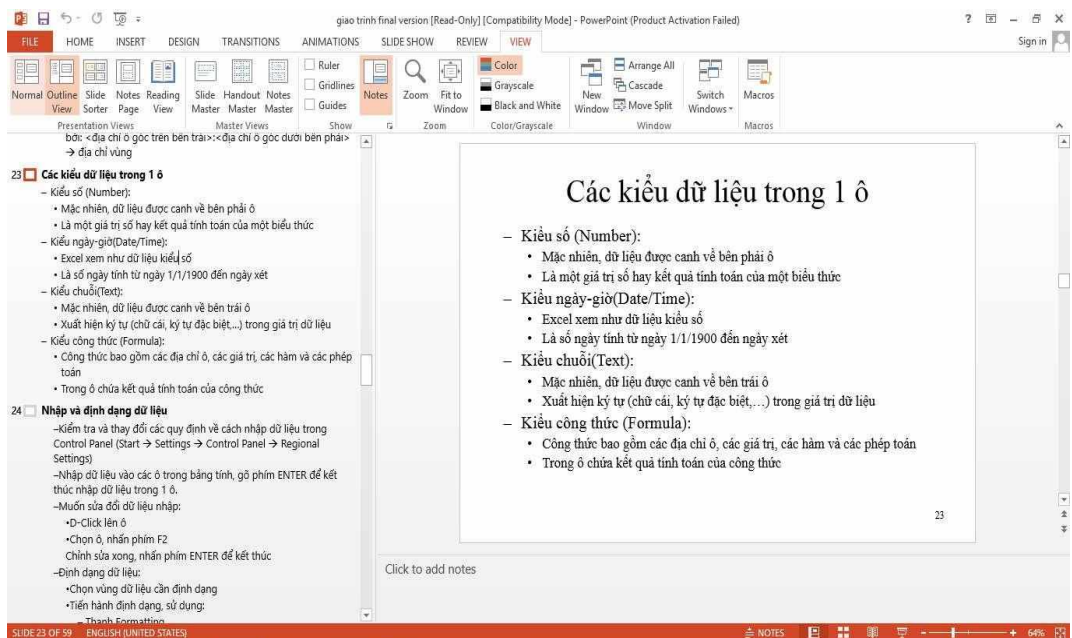 giao trinh final version [Read-Only] [Compatibility Mode] - PowerPoint (Product Activation Failed)
FILE HOME INSERT DESIGN TRANSITIONS ANIMATIONS SLIDE SHOW REVIEW VIEW Sign in
Normal Outline View Slide Sorter Notes Page Reading View Slide Master Handout Master Notes Master Ruler Gridlines Guides Notes Zoom Fit to Window Color Grayscale Black and White New Window Arrange All Cascade Move Split Switch Windows Macros
Presentation Views Master Views Show Zoom Color/Grayscale Window Macros
bởi: <địa chỉ ô góc trên bên trái>:<địa chỉ ô góc dưới bên phải>
→ địa chỉ vùng
23 Các kiểu dữ liệu trong 1 ô
– Kiểu số (Number):
• Mặc nhiên, dữ liệu được canh về bên phải ô
• Là một giá trị số hay kết quả tính toán của một biểu thức
– Kiểu ngày-giờ(Date/Time):
• Excel xem như dữ liệu kiểu số
• Là số ngày tính từ ngày 1/1/1900 đến ngày xét
– Kiểu chuỗi(Text):
• Mặc nhiên, dữ liệu được canh về bên trái ô
• Xuất hiện ký tự (chữ cái, ký tự đặc biệt,...) trong giá trị dữ liệu
– Kiểu công thức (Formula):
• Công thức bao gồm các địa chỉ ô, các giá trị, các hàm và các phép
toán
• Trong ô chứa kết quả tính toán của công thức
24 Nhập và định dạng dữ liệu
–Kiểm tra và thay đổi các quy định về cách nhập dữ liệu trong
Control Panel (Start → Settings → Control Panel → Regional
Settings)
–Nhập dữ liệu vào các ô trong bảng tính, gõ phím ENTER để kết
thúc nhập dữ liệu trong 1 ô.
–Muốn sửa đổi dữ liệu nhập:
•D-Click lên ô
•Chọn ô, nhấn phím F2
Chỉnh sửa xong, nhấn phím ENTER để kết thúc
–Định dạng dữ liệu:
•Chọn vùng dữ liệu cần định dạng
•Tiến hành định dạng, sử dụng:
– Thanh Formatting
Các kiểu dữ liệu trong 1 ô
– Kiểu số (Number):
• Mặc nhiên, dữ liệu được canh về bên phải ô
• Là một giá trị số hay kết quả tính toán của một biểu thức
– Kiểu ngày-giờ(Date/Time):
• Excel xem như dữ liệu kiểu số
• Là số ngày tính từ ngày 1/1/1900 đến ngày xét
– Kiểu chuỗi(Text):
• Mặc nhiên, dữ liệu được canh về bên trái ô
• Xuất hiện ký tự (chữ cái, ký tự đặc biệt,…) trong giá trị dữ liệu
– Kiểu công thức (Formula):
• Công thức bao gồm các địa chỉ ô, các giá trị, các hàm và các phép toán
• Trong ô chứa kết quả tính toán của công thức
23
Click to add notes
SLIDE 23 OF 59 ENGLISH (UNITED STATES) NOTES 64%